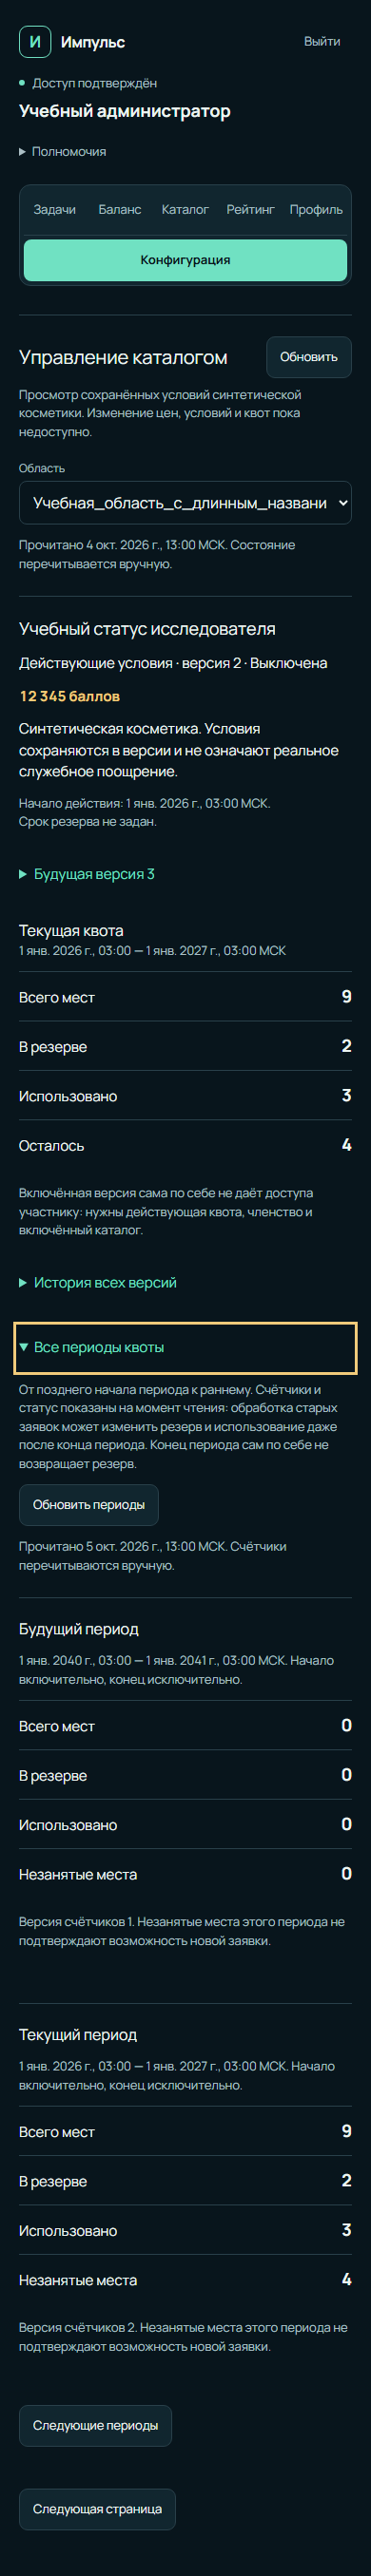 И Импульс Выйти
Доступ подтверждён
Учебный администратор
Полномочия
Задачи Баланс Каталог Рейтинг Профиль
Конфигурация
Управление каталогом Обновить
Просмотр сохранённых условий синтетической
косметики. Изменение цен, условий и квот пока
недоступно.
Область
Учебная_область_с_длинным_названи
Прочитано 4 окт. 2026 г., 13:00 МСК. Состояние
перечитывается вручную.
Учебный статус исследователя
Действующие условия · версия 2 · Выключена
12 345 баллов
Синтетическая косметика. Условия
сохраняются в версии и не означают реальное
служебное поощрение.
Начало действия: 1 янв. 2026 г., 03:00 МСК.
Срок резерва не задан.
Будущая версия 3
Текущая квота
1 янв. 2026 г., 03:00 — 1 янв. 2027 г., 03:00 МСК
Всего мест 9
В резерве 2
Использовано 3
Осталось 4
Включённая версия сама по себе не даёт доступа
участнику: нужны действующая квота, членство и
включённый каталог.
История всех версий
Все периоды квоты
От позднего начала периода к раннему. Счётчики и
статус показаны на момент чтения: обработка старых
заявок может изменить резерв и использование даже
после конца периода. Конец периода сам по себе не
возвращает резерв.
Обновить периоды
Прочитано 5 окт. 2026 г., 13:00 МСК. Счётчики
перечитываются вручную.
Будущий период
1 янв. 2040 г., 03:00 — 1 янв. 2041 г., 03:00 МСК. Начало
включительно, конец исключительно.
Всего мест 0
В резерве 0
Использовано 0
Незанятые места 0
Версия счётчиков 1. Незанятые места этого периода не
подтверждают возможность новой заявки.
Текущий период
1 янв. 2026 г., 03:00 — 1 янв. 2027 г., 03:00 МСК. Начало
включительно, конец исключительно.
Всего мест 9
В резерве 2
Использовано 3
Незанятые места 4
Версия счётчиков 2. Незанятые места этого периода не
подтверждают возможность новой заявки.
Следующие периоды
Следующая страница